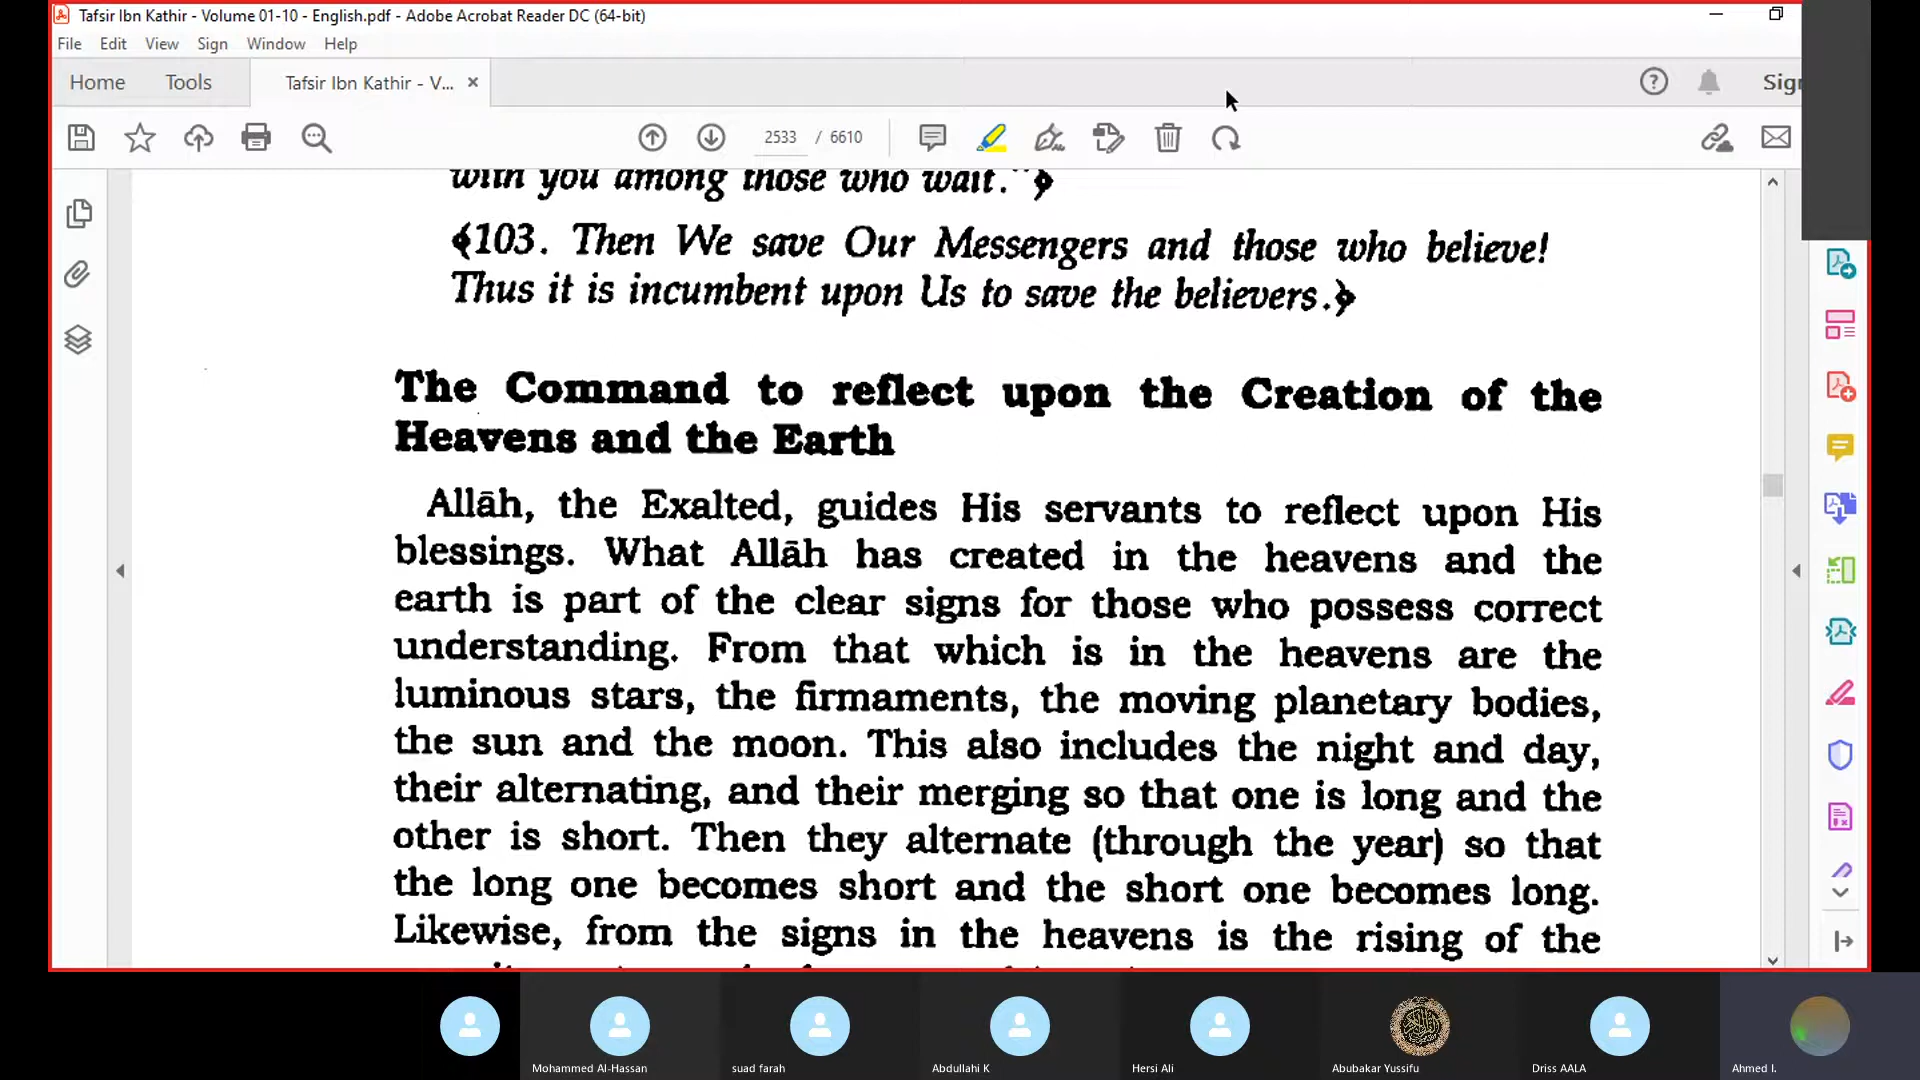 Tafsir Ibn Kathir - Volume 01-10 - English.pdf - Adobe Acrobat Reader DC (64-bit)
File Edit View Sign Window Help
Home Tools Tafsir Ibn Kathir - V... ×
Sign
2533 / 6610
with you among those who wait."﴾
﴿103. Then We save Our Messengers and those who believe!
Thus it is incumbent upon Us to save the believers.﴾
The Command to reflect upon the Creation of the
Heavens and the Earth
Allāh, the Exalted, guides His servants to reflect upon His
blessings. What Allāh has created in the heavens and the
earth is part of the clear signs for those who possess correct
understanding. From that which is in the heavens are the
luminous stars, the firmaments, the moving planetary bodies,
the sun and the moon. This also includes the night and day,
their alternating, and their merging so that one is long and the
other is short. Then they alternate (through the year) so that
the long one becomes short and the short one becomes long.
Likewise, from the signs in the heavens is the rising of the
Mohammed Al-Hassan suad farah Abdullahi K Hersi Ali Abubakar Yussifu Driss AALA Ahmed I.